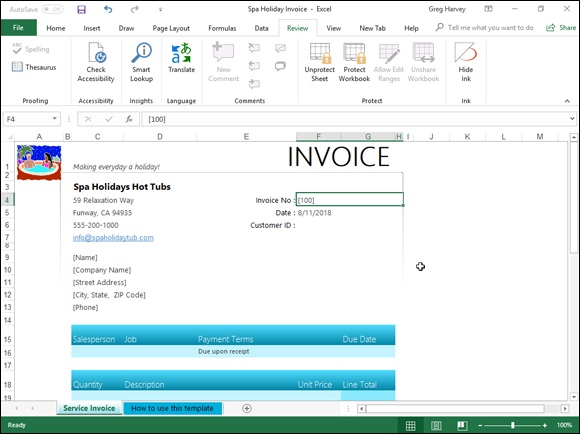 AutoSave Off
Spa Holiday Invoice - Excel
Greg Harvey
File Home Insert Draw Page Layout Formulas Data Review View New Tab Tell me what you want to do Share
ABC
Spelling
Thesaurus
Check Accessibility
Smart Lookup
Translate
New Comment
Unprotect Sheet
Protect Workbook
Allow Edit Ranges
Unshare Workbook
Hide Ink
Proofing Accessibility Insights Language Comments Protect Ink
F4 fx [100]
A B C D E F G H I J K L M
1 Making everyday a holiday! INVOICE
2
3 Spa Holidays Hot Tubs
4 59 Relaxation Way Invoice No : [100]
5 Funway, CA 94935 Date : 8/11/2018
6 555-200-1000 Customer ID :
7 info@spaholidaytub.com
8
9 [Name]
10 [Company Name]
11 [Street Address]
12 [City, State, ZIP Code]
13 [Phone]
14
15 Salesperson Job Payment Terms Due Date
16 Due upon receipt
17
18 Quantity Description Unit Price Line Total
Service Invoice How to use this template
Ready 100%